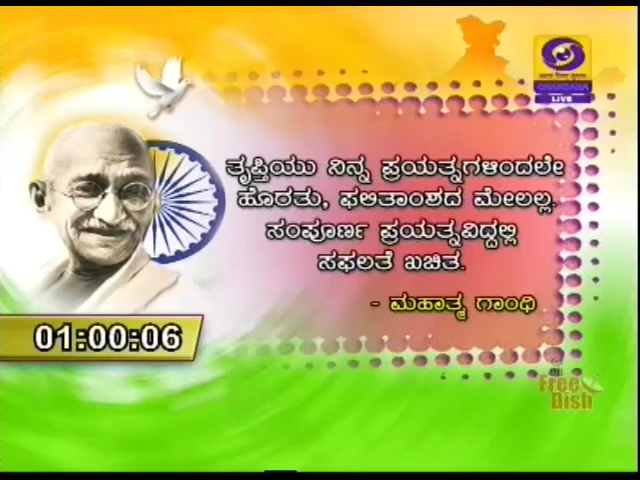 CHANDANA
LIVE
ತೃಪ್ತಿಯು ನಿನ್ನ ಪ್ರಯತ್ನಗಳಿಂದಲೇ
ಹೊರತು, ಫಲಿತಾಂಶದ ಮೇಲಲ್ಲ.
ಸಂಪೂರ್ಣ ಪ್ರಯತ್ನವಿದ್ದಲ್ಲಿ
ಸಫಲತೆ ಖಚಿತ.
- ಮಹಾತ್ಮ ಗಾಂಧಿ
01:00:06
Free
Dish